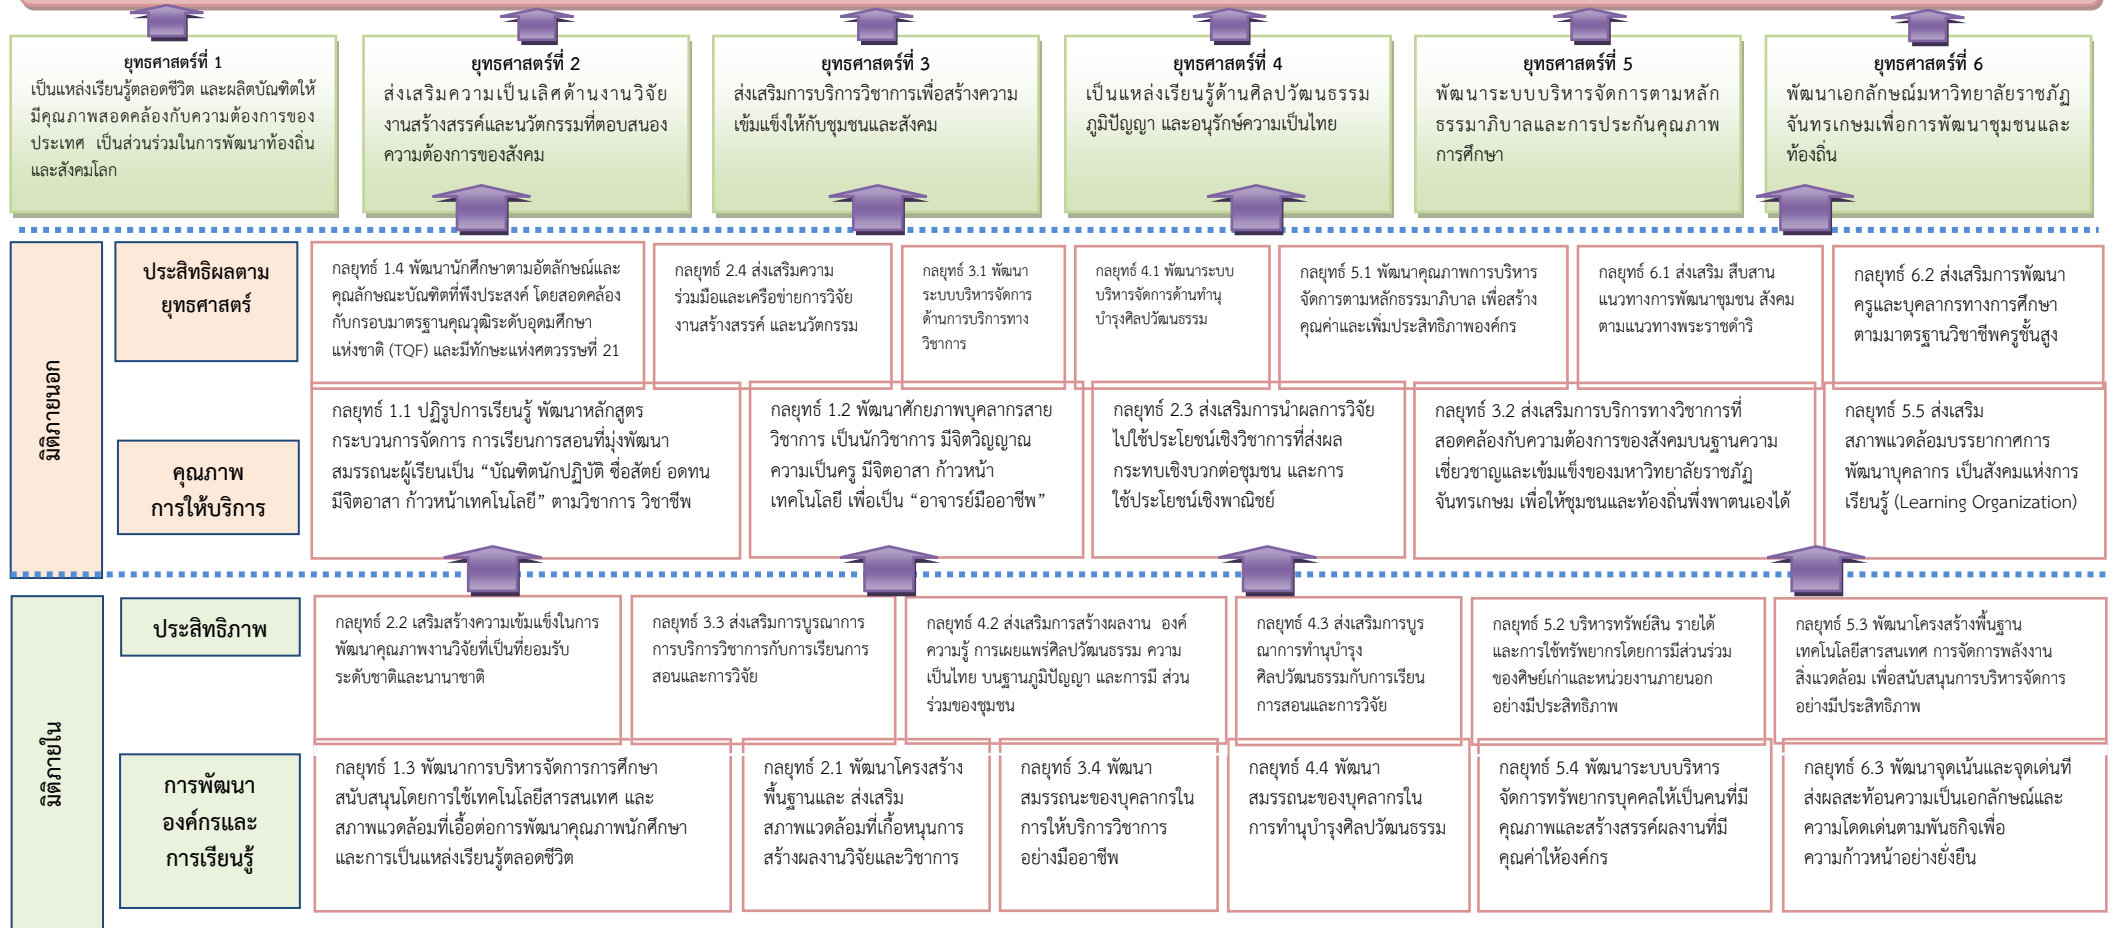 ยุทธศาสตร์ที่ 1
เป็นแหล่งเรียนรู้ตลอดชีวิต และผลิตบัณฑิตให้
มีคุณภาพสอดคล้องกับความต้องการของ
ประเทศ เป็นส่วนร่วมในการพัฒนาท้องถิ่น
และสังคมโลก
ยุทธศาสตร์ที่ 2
ส่งเสริมความเป็นเลิศด้านงานวิจัย
งานสร้างสรรค์และนวัตกรรมที่ตอบสนอง
ความต้องการของสังคม
ยุทธศาสตร์ที่ 3
ส่งเสริมการบริการวิชาการเพื่อสร้างความ
เข้มแข็งให้กับชุมชนและสังคม
ยุทธศาสตร์ที่ 4
เป็นแหล่งเรียนรู้ด้านศิลปวัฒนธรรม
ภูมิปัญญา และอนุรักษ์ความเป็นไทย
ยุทธศาสตร์ที่ 5
พัฒนาระบบบริหารจัดการตามหลัก
ธรรมาภิบาลและการประกันคุณภาพ
การศึกษา
ยุทธศาสตร์ที่ 6
พัฒนาเอกลักษณ์มหาวิทยาลัยราชภัฏ
จันทรเกษมเพื่อการพัฒนาชุมชนและ
ท้องถิ่น
มิติภายนอก
ประสิทธิผลตาม
ยุทธศาสตร์
กลยุทธ์ 1.4 พัฒนานักศึกษาตามอัตลักษณ์และ
คุณลักษณะบัณฑิตที่พึงประสงค์ โดยสอดคล้อง
กับกรอบมาตรฐานคุณวุฒิระดับอุดมศึกษา
แห่งชาติ (TQF) และมีทักษะแห่งศตวรรษที่ 21
กลยุทธ์ 2.4 ส่งเสริมความ
ร่วมมือและเครือข่ายการวิจัย
งานสร้างสรรค์ และนวัตกรรม
กลยุทธ์ 3.1 พัฒนา
ระบบบริหารจัดการ
ด้านการบริการทาง
วิชาการ
กลยุทธ์ 4.1 พัฒนาระบบ
บริหารจัดการด้านทำนุ
บำรุงศิลปวัฒนธรรม
กลยุทธ์ 5.1 พัฒนาคุณภาพการบริหาร
จัดการตามหลักธรรมาภิบาล เพื่อสร้าง
คุณค่าและเพิ่มประสิทธิภาพองค์กร
กลยุทธ์ 6.1 ส่งเสริม สืบสาน
แนวทางการพัฒนาชุมชน สังคม
ตามแนวทางพระราชดำริ
กลยุทธ์ 6.2 ส่งเสริมการพัฒนา
ครูและบุคลากรทางการศึกษา
ตามมาตรฐานวิชาชีพครูชั้นสูง
คุณภาพ
การให้บริการ
กลยุทธ์ 1.1 ปฏิรูปการเรียนรู้ พัฒนาหลักสูตร
กระบวนการจัดการ การเรียนการสอนที่มุ่งพัฒนา
สมรรถนะผู้เรียนเป็น “บัณฑิตนักปฏิบัติ ซื่อสัตย์ อดทน
มีจิตอาสา ก้าวหน้าเทคโนโลยี” ตามวิชาการ วิชาชีพ
กลยุทธ์ 1.2 พัฒนาศักยภาพบุคลากรสาย
วิชาการ เป็นนักวิชาการ มีจิตวิญญาณ
ความเป็นครู มีจิตอาสา ก้าวหน้า
เทคโนโลยี เพื่อเป็น “อาจารย์มืออาชีพ”
กลยุทธ์ 2.3 ส่งเสริมการนำผลการวิจัย
ไปใช้ประโยชน์เชิงวิชาการที่ส่งผล
กระทบเชิงบวกต่อชุมชน และการ
ใช้ประโยชน์เชิงพาณิชย์
กลยุทธ์ 3.2 ส่งเสริมการบริการทางวิชาการที่
สอดคล้องกับความต้องการของสังคมบนฐานความ
เชี่ยวชาญและเข้มแข็งของมหาวิทยาลัยราชภัฏ
จันทรเกษม เพื่อให้ชุมชนและท้องถิ่นพึ่งพาตนเองได้
กลยุทธ์ 5.5 ส่งเสริม
สภาพแวดล้อมบรรยากาศการ
พัฒนาบุคลากร เป็นสังคมแห่งการ
เรียนรู้ (Learning Organization)
มิติภายใน
ประสิทธิภาพ
กลยุทธ์ 2.2 เสริมสร้างความเข้มแข็งในการ
พัฒนาคุณภาพงานวิจัยที่เป็นที่ยอมรับ
ระดับชาติและนานาชาติ
กลยุทธ์ 3.3 ส่งเสริมการบูรณาการ
การบริการวิชาการกับการเรียนการ
สอนและการวิจัย
กลยุทธ์ 4.2 ส่งเสริมการสร้างผลงาน องค์
ความรู้ การเผยแพร่ศิลปวัฒนธรรม ความ
เป็นไทย บนฐานภูมิปัญญา และการมี ส่วน
ร่วมของชุมชน
กลยุทธ์ 4.3 ส่งเสริมการบูร
ณาการทำนุบำรุง
ศิลปวัฒนธรรมกับการเรียน
การสอนและการวิจัย
กลยุทธ์ 5.2 บริหารทรัพย์สิน รายได้
และการใช้ทรัพยากรโดยการมีส่วนร่วม
ของศิษย์เก่าและหน่วยงานภายนอก
อย่างมีประสิทธิภาพ
กลยุทธ์ 5.3 พัฒนาโครงสร้างพื้นฐาน
เทคโนโลยีสารสนเทศ การจัดการพลังงาน
สิ่งแวดล้อม เพื่อสนับสนุนการบริหารจัดการ
อย่างมีประสิทธิภาพ
การพัฒนา
องค์กรและ
การเรียนรู้
กลยุทธ์ 1.3 พัฒนาการบริหารจัดการการศึกษา
สนับสนุนโดยการใช้เทคโนโลยีสารสนเทศ และ
สภาพแวดล้อมที่เอื้อต่อการพัฒนาคุณภาพนักศึกษา
และการเป็นแหล่งเรียนรู้ตลอดชีวิต
กลยุทธ์ 2.1 พัฒนาโครงสร้าง
พื้นฐานและ ส่งเสริม
สภาพแวดล้อมที่เกื้อหนุนการ
สร้างผลงานวิจัยและวิชาการ
กลยุทธ์ 3.4 พัฒนา
สมรรถนะของบุคลากรใน
การให้บริการวิชาการ
อย่างมืออาชีพ
กลยุทธ์ 4.4 พัฒนา
สมรรถนะของบุคลากรใน
การทำนุบำรุงศิลปวัฒนธรรม
กลยุทธ์ 5.4 พัฒนาระบบบริหาร
จัดการทรัพยากรบุคคลให้เป็นคนที่มี
คุณภาพและสร้างสรรค์ผลงานที่มี
คุณค่าให้องค์กร
กลยุทธ์ 6.3 พัฒนาจุดเน้นและจุดเด่นที่
ส่งผลสะท้อนความเป็นเอกลักษณ์และ
ความโดดเด่นตามพันธกิจเพื่อ
ความก้าวหน้าอย่างยั่งยืน